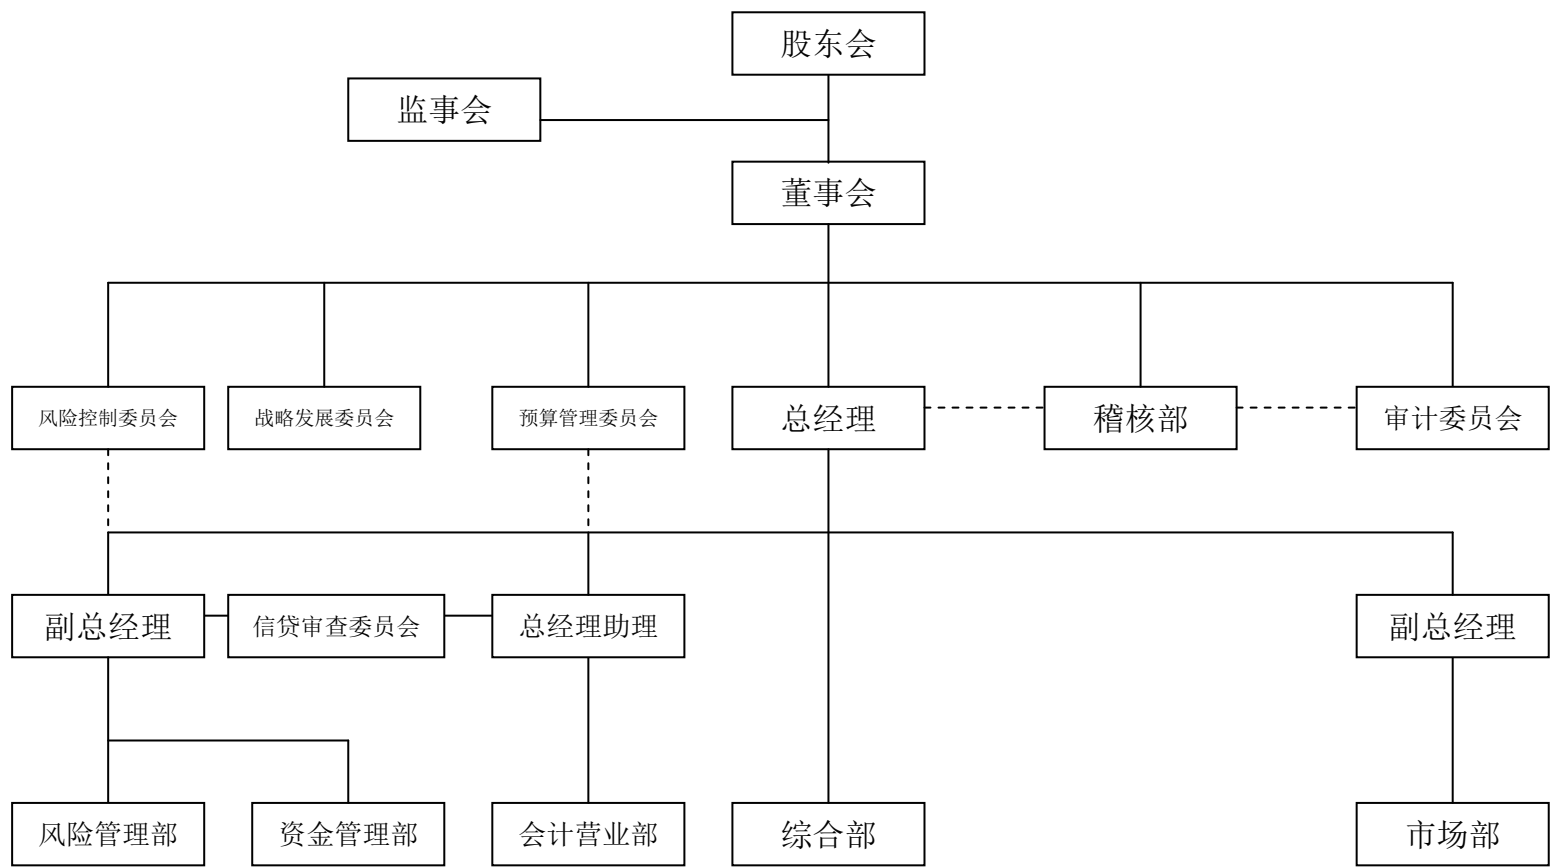 股东会
监事会
董事会
风险控制委员会
战略发展委员会
预算管理委员会
总经理
稽核部
审计委员会
副总经理
信贷审查委员会
总经理助理
副总经理
风险管理部
资金管理部
会计营业部
综合部
市场部